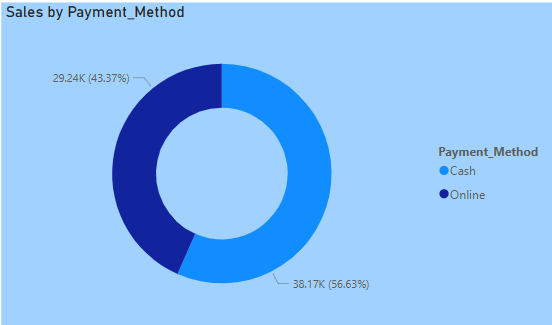 Sales by Payment_Method
29.24K (43.37%)
Payment_Method
Cash
Online
38.17K (56.63%)